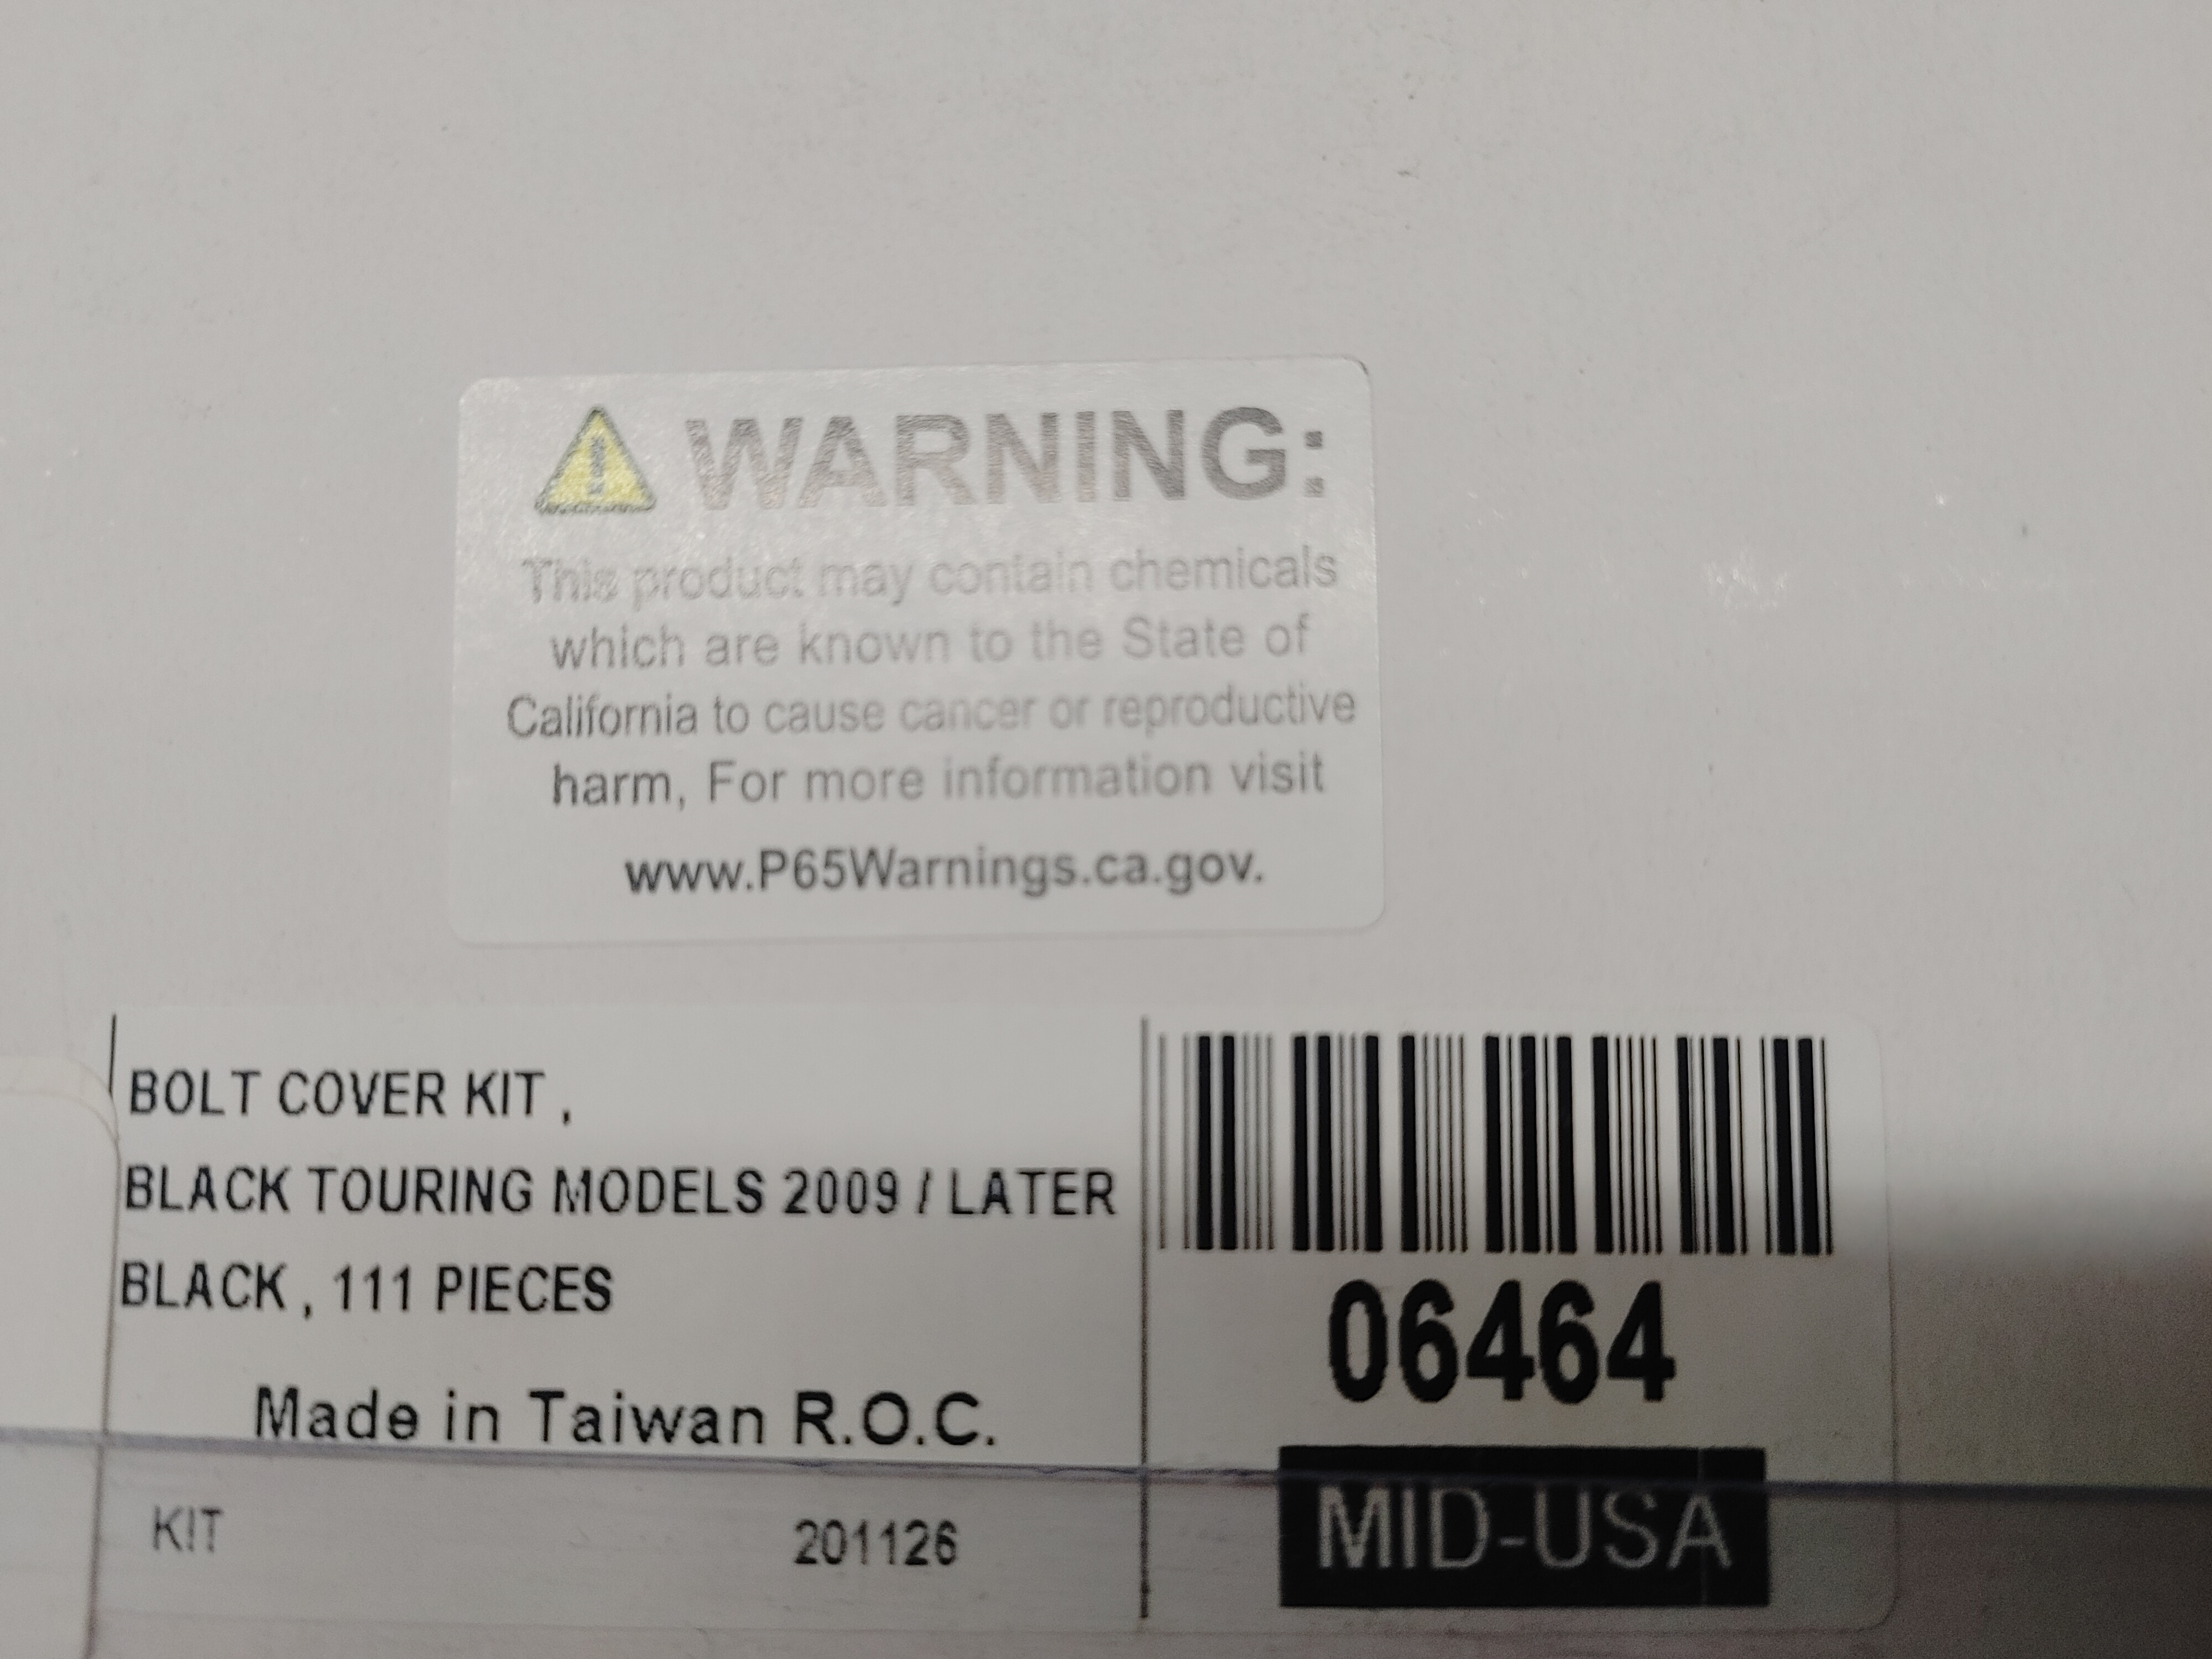 WARNING:
This product may contain chemicals
which are known to the State of
California to cause cancer or reproductive
harm, For more information visit
www.P65Warnings.ca.gov.
BOLT COVER KIT ,
BLACK TOURING MODELS 2009 / LATER
BLACK , 111 PIECES
Made in Taiwan R.O.C.
KIT 201126
06464
MID-USA